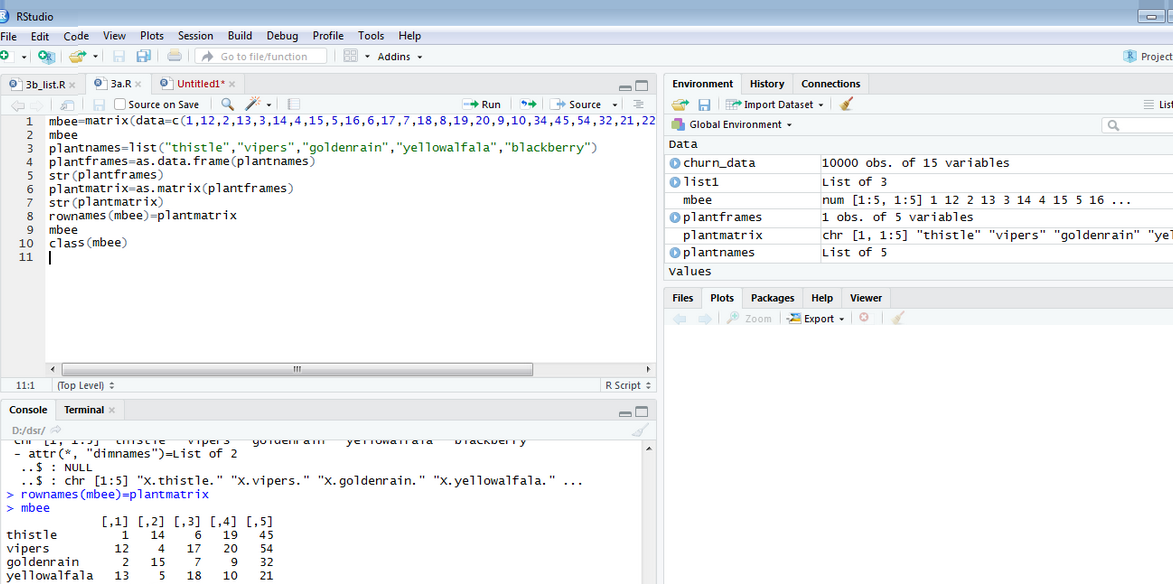 RStudio
File Edit Code View Plots Session Build Debug Profile Tools Help
Go to file/function Addins Project
3b_list.R 3a.R Untitled1*
Source on Save Run Source
1 mbee=matrix(data=c(1,12,2,13,3,14,4,15,5,16,6,17,7,18,8,19,20,9,10,34,45,54,32,21,22
2 mbee
3 plantnames=list("thistle","vipers","goldenrain","yellowalfala","blackberry")
4 plantframes=as.data.frame(plantnames)
5 str(plantframes)
6 plantmatrix=as.matrix(plantframes)
7 str(plantmatrix)
8 rownames(mbee)=plantmatrix
9 mbee
10 class(mbee)
11
11:1 (Top Level) R Script
Console Terminal
D:/dsr/
chr [1, 1:5] "thistle" "vipers" "goldenrain" "yellowalfala" "blackberry"
- attr(*, "dimnames")=List of 2
..$ : NULL
..$ : chr [1:5] "X.thistle." "X.vipers." "X.goldenrain." "X.yellowalfala." ...
> rownames(mbee)=plantmatrix
> mbee
[,1] [,2] [,3] [,4] [,5]
thistle 1 14 6 19 45
vipers 12 4 17 20 54
goldenrain 2 15 7 9 32
yellowalfala 13 5 18 10 21
Environment History Connections
Import Dataset List
Global Environment
Data
churn_data 10000 obs. of 15 variables
list1 List of 3
mbee num [1:5, 1:5] 1 12 2 13 3 14 4 15 5 16 ...
plantframes 1 obs. of 5 variables
plantmatrix chr [1, 1:5] "thistle" "vipers" "goldenrain" "yel
plantnames List of 5
Values
Files Plots Packages Help Viewer
Zoom Export